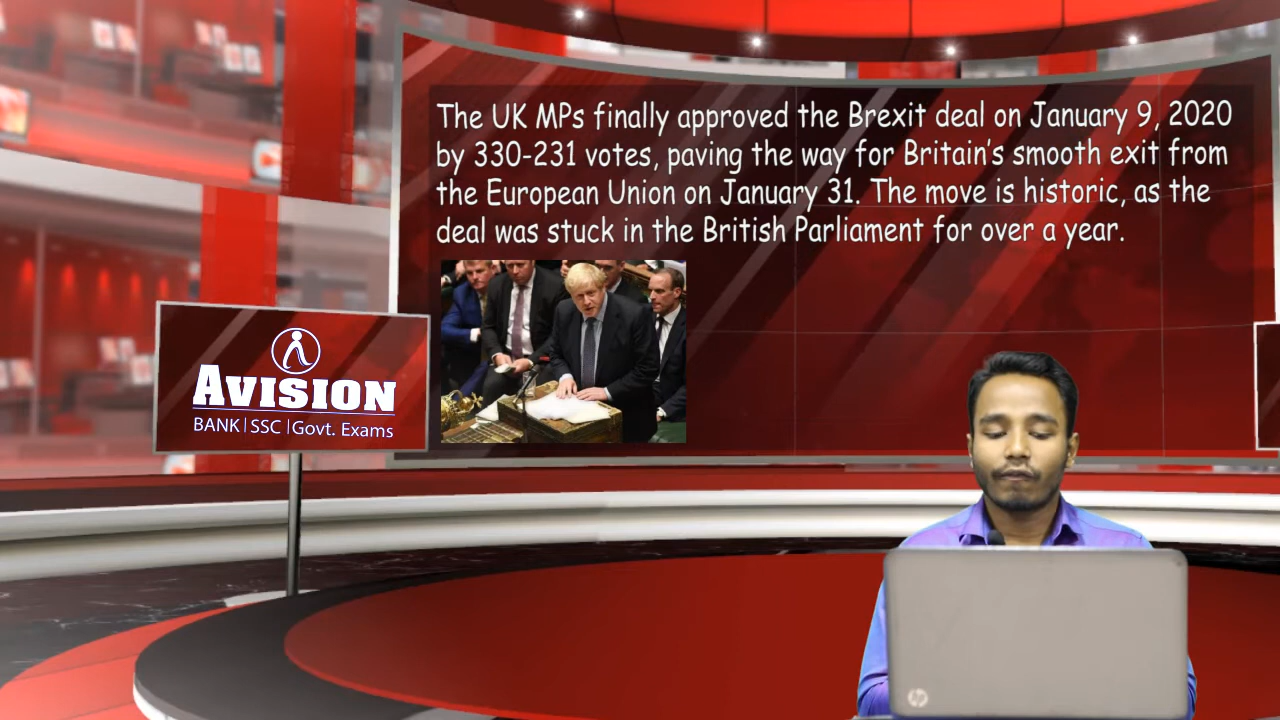 The UK MPs finally approved the Brexit deal on January 9, 2020
by 330-231 votes, paving the way for Britain's smooth exit from
the European Union on January 31. The move is historic, as the
deal was stuck in the British Parliament for over a year.
AVISION
BANK|SSC|Govt. Exams
hp